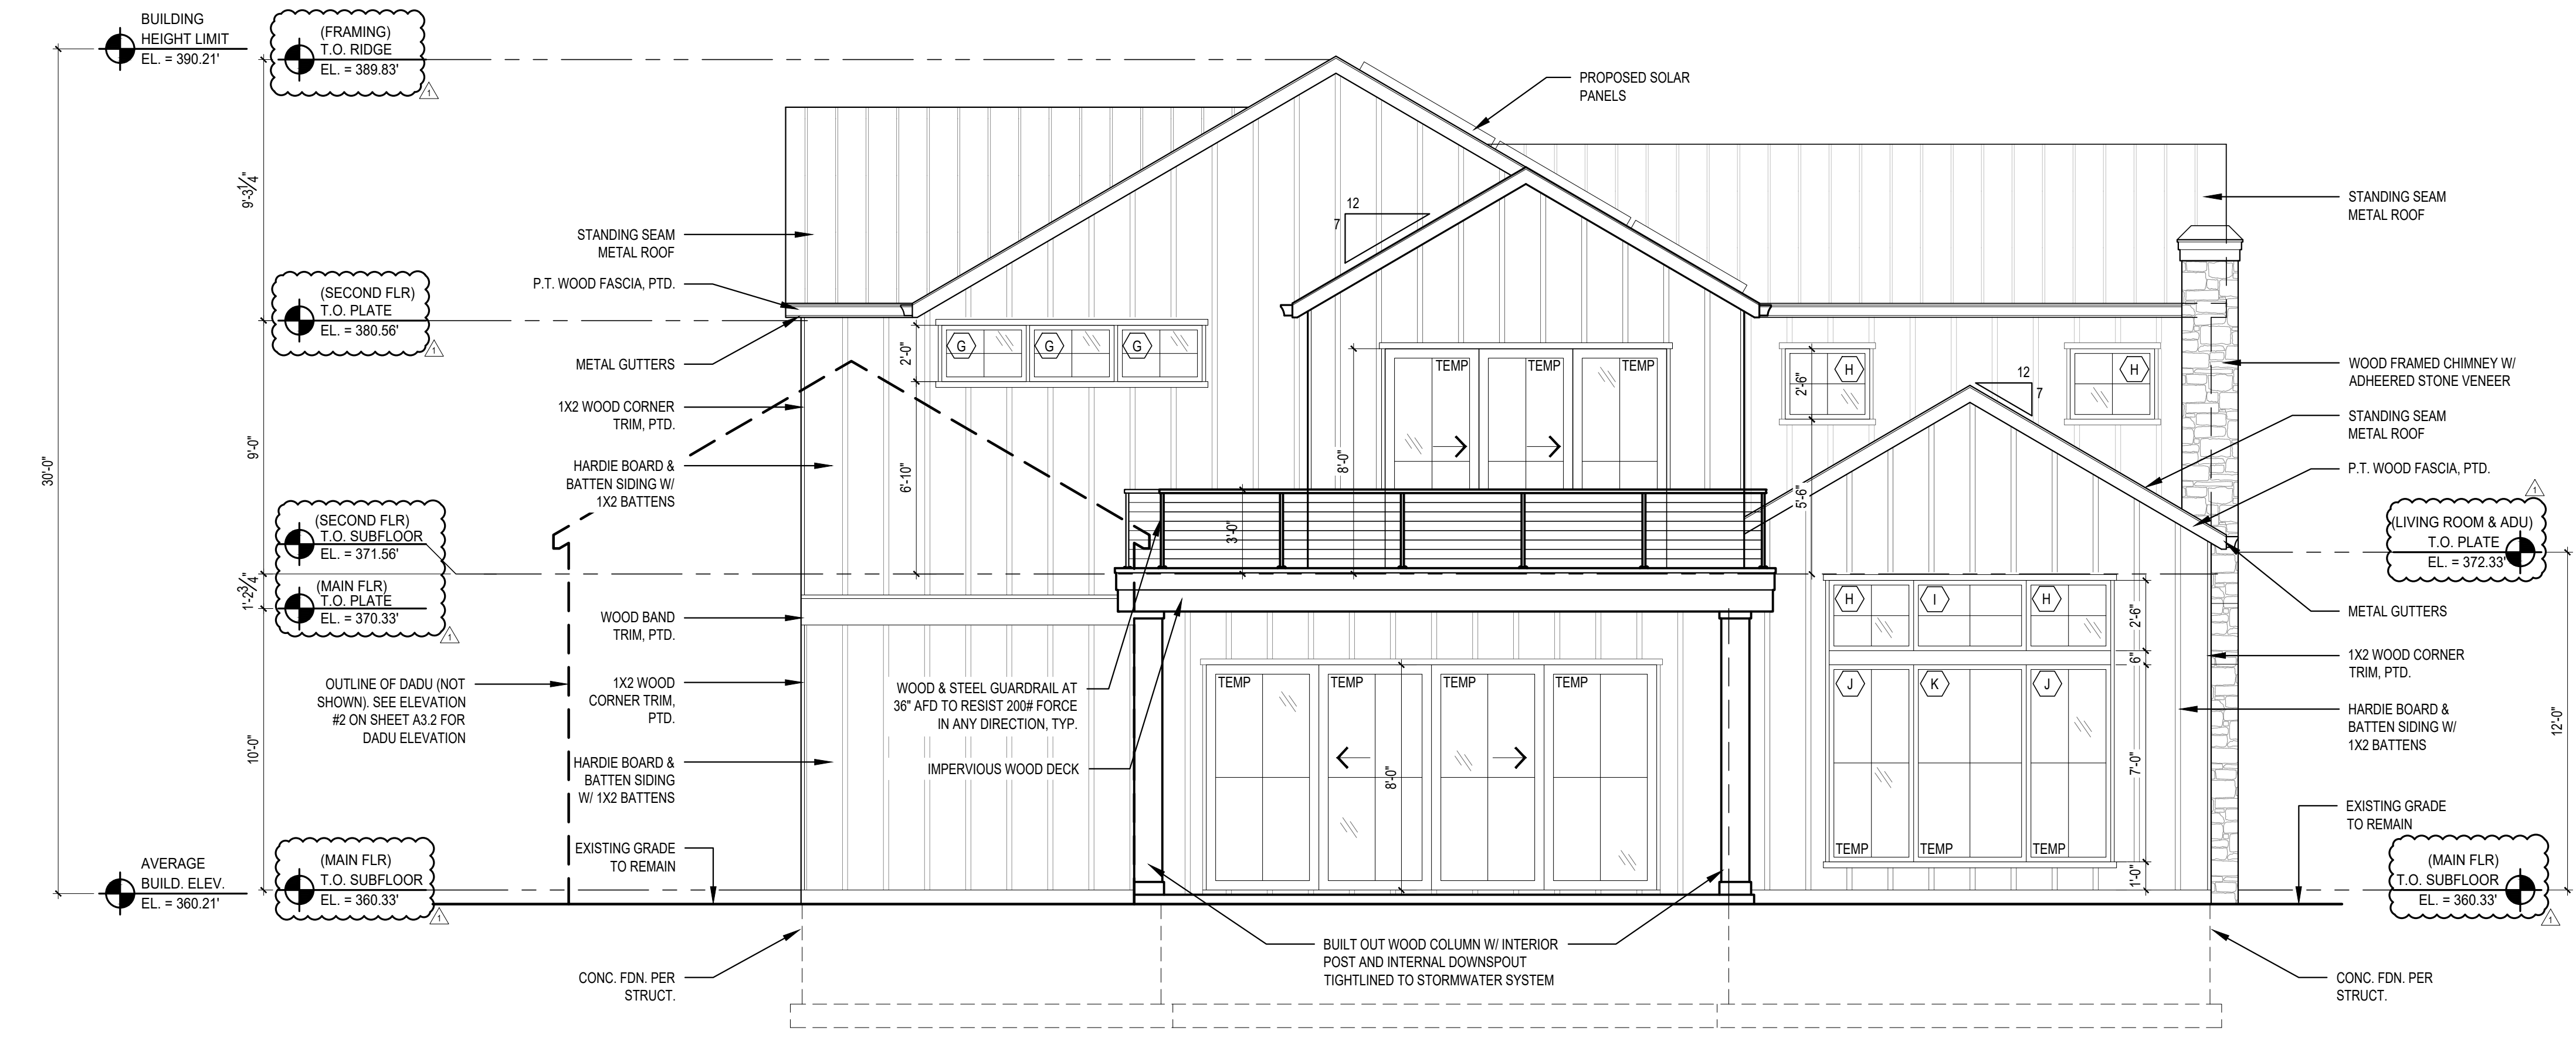 BUILDING
HEIGHT LIMIT
EL. = 390.21'
(FRAMING)
T.O. RIDGE
EL. = 389.83'
1
30'-0"
9'-3 1/4"
(SECOND FLR)
T.O. PLATE
EL. = 380.56'
1
9'-0"
(SECOND FLR)
T.O. SUBFLOOR
EL. = 371.56'
1'-2 3/4"
(MAIN FLR)
T.O. PLATE
EL. = 370.33'
1
10'-0"
AVERAGE
BUILD. ELEV.
EL. = 360.21'
(MAIN FLR)
T.O. SUBFLOOR
EL. = 360.33'
1
STANDING SEAM
METAL ROOF
P.T. WOOD FASCIA, PTD.
METAL GUTTERS
1X2 WOOD CORNER
TRIM, PTD.
HARDIE BOARD &
BATTEN SIDING W/
1X2 BATTENS
WOOD BAND
TRIM, PTD.
OUTLINE OF DADU (NOT
SHOWN). SEE ELEVATION
#2 ON SHEET A3.2 FOR
DADU ELEVATION
1X2 WOOD
CORNER TRIM,
PTD.
HARDIE BOARD &
BATTEN SIDING
W/ 1X2 BATTENS
EXISTING GRADE
TO REMAIN
CONC. FDN. PER
STRUCT.
G
G
G
2'-0"
6'-10"
12
7
TEMP
TEMP
TEMP
8'-0"
3'-0"
WOOD & STEEL GUARDRAIL AT
36" AFD TO RESIST 200# FORCE
IN ANY DIRECTION, TYP.
IMPERVIOUS WOOD DECK
TEMP
TEMP
TEMP
TEMP
8'-0"
BUILT OUT WOOD COLUMN W/ INTERIOR
POST AND INTERNAL DOWNSPOUT
TIGHTLINED TO STORMWATER SYSTEM
PROPOSED SOLAR
PANELS
H
H
2'-6"
5'-6"
12
7
H
I
H
J
K
J
TEMP
TEMP
TEMP
2'-6"
6"
7'-0"
1'-0"
STANDING SEAM
METAL ROOF
WOOD FRAMED CHIMNEY W/
ADHEERED STONE VENEER
STANDING SEAM
METAL ROOF
P.T. WOOD FASCIA, PTD.
1
(LIVING ROOM & ADU)
T.O. PLATE
EL. = 372.33'
METAL GUTTERS
1X2 WOOD CORNER
TRIM, PTD.
HARDIE BOARD &
BATTEN SIDING W/
1X2 BATTENS
12'-0"
EXISTING GRADE
TO REMAIN
(MAIN FLR)
T.O. SUBFLOOR
EL. = 360.33'
1
CONC. FDN. PER
STRUCT.